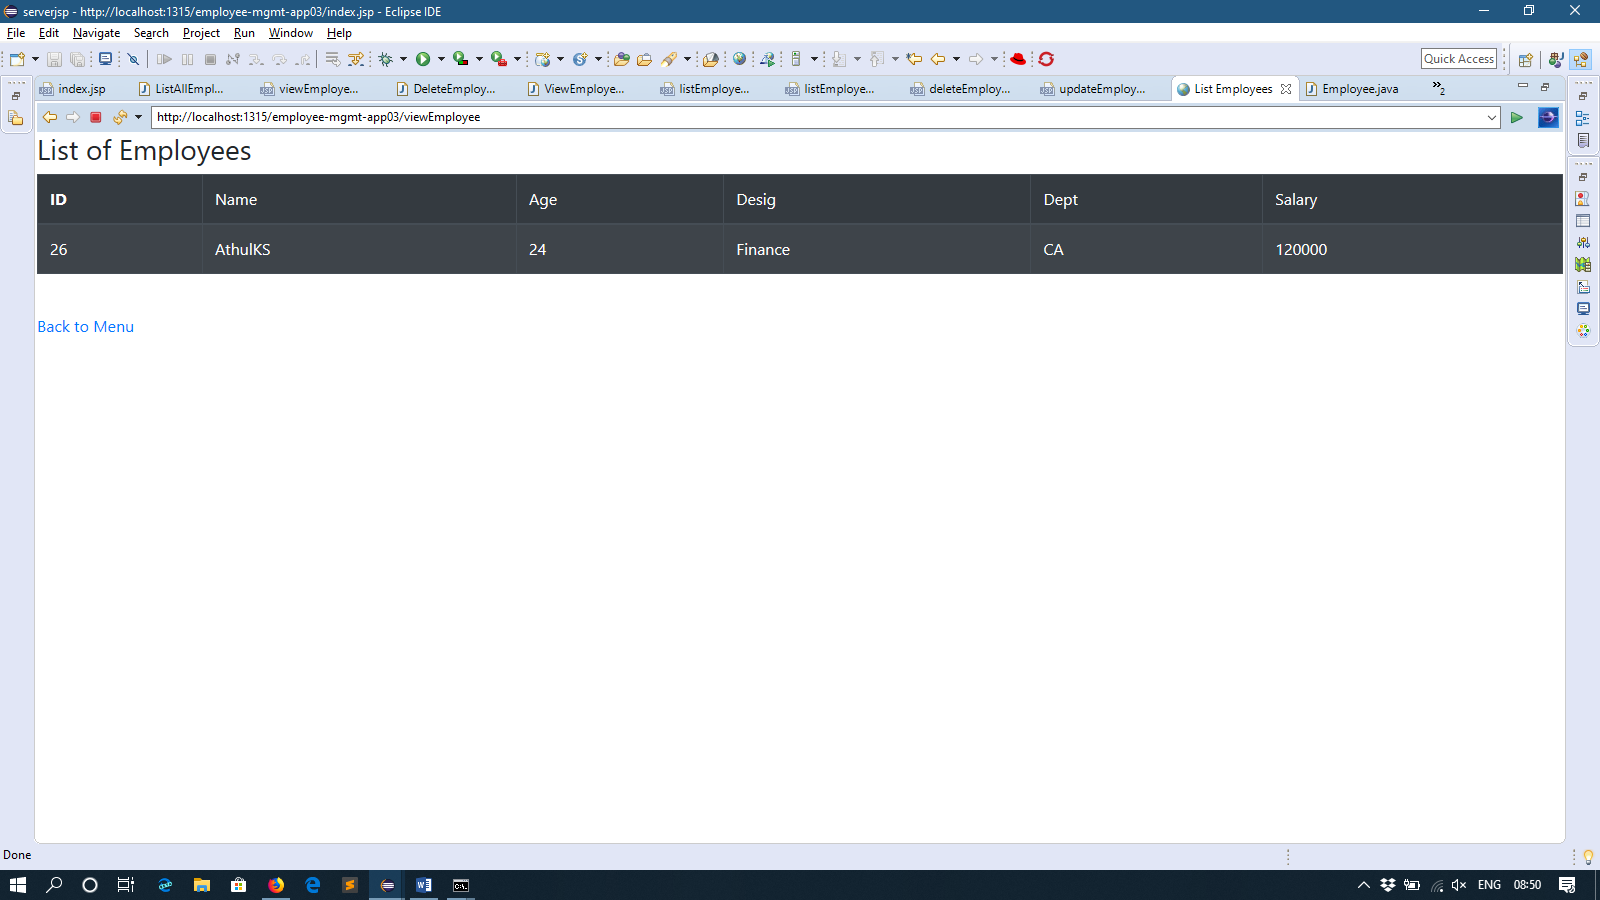 serverjsp - http://localhost:1315/employee-mgmt-app03/index.jsp - Eclipse IDE
File Edit Navigate Search Project Run Window Help
Quick Access
index.jsp ListAllEmpl... viewEmploye... DeleteEmploy... ViewEmploye... listEmploye... listEmploye... deleteEmploy... updateEmploy... List Employees Employee.java »2
http://localhost:1315/employee-mgmt-app03/viewEmployee
List of Employees
ID Name Age Desig Dept Salary
26 AthulKS 24 Finance CA 120000
Back to Menu
Done
ENG 08:50